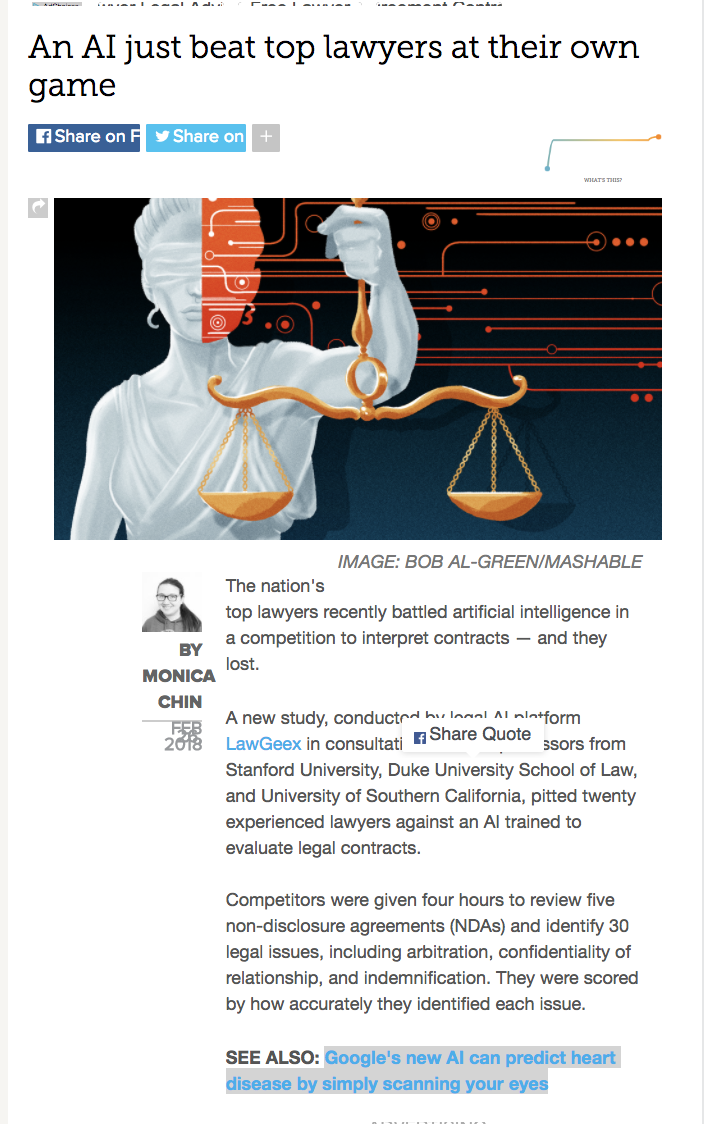 An AI just beat top lawyers at their own
game
Share on F
Share on
+
WHAT'S THIS?
IMAGE: BOB AL-GREEN/MASHABLE
BY
MONICA
CHIN
FEB
26
2018
The nation's
top lawyers recently battled artificial intelligence in
a competition to interpret contracts — and they
lost.
A new study, conducted by legal AI platform
Share Quote
LawGeex in
from
Stanford University, Duke University School of Law,
and University of Southern California, pitted twenty
experienced lawyers against an AI trained to
evaluate legal contracts.
Competitors were given four hours to review five
non-disclosure agreements (NDAs) and identify 30
legal issues, including arbitration, confidentiality of
relationship, and indemnification. They were scored
by how accurately they identified each issue.
SEE ALSO: Google's new AI can predict heart
disease by simply scanning your eyes